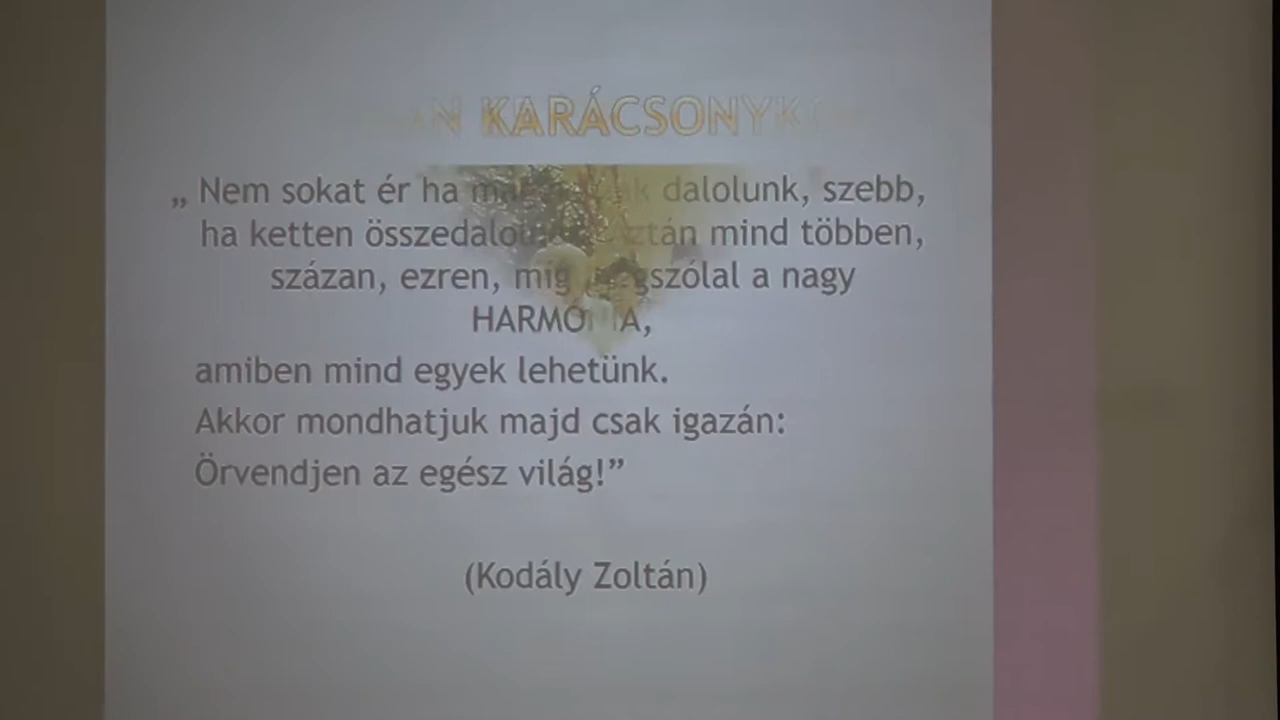 KARÁCSONY
„ Nem sokat ér ha dalolunk, szebb,
ha ketten mind többen,
százan, ezren, míg a nagy
amiben mind egyek lehetünk.
Akkor mondhatjuk majd csak igazán:
Örvendjen az egész világ!”
(Kodály Zoltán)